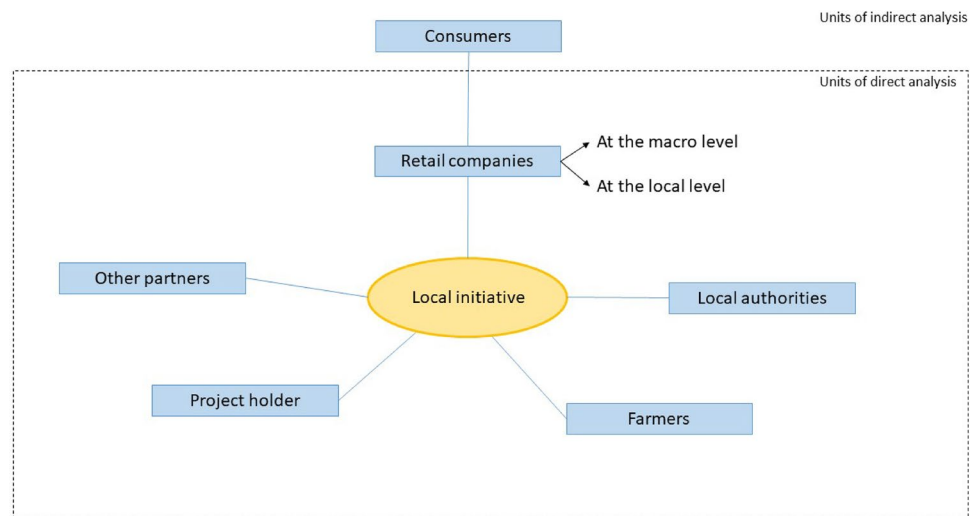 Units of indirect analysis
Consumers
Units of direct analysis
At the macro level
Retail companies
At the local level
Other partners
Local initiative
Local authorities
Project holder
Farmers